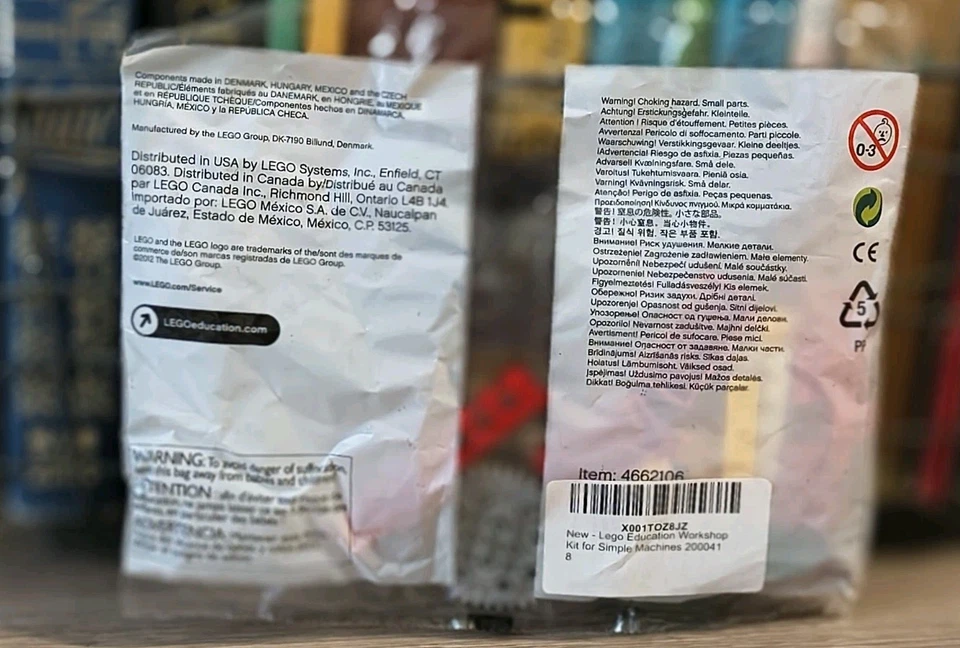 Components made in DENMARK, HUNGARY, MEXICO and the CZECH
REPUBLIC/Éléments fabriqués au DANEMARK, en HONGRIE, au MEXIQUE
et en RÉPUBLIQUE TCHÈQUE/Componentes hechos en DINAMARCA,
HUNGRÍA, MÉXICO y la REPÚBLICA CHECA.
Manufactured by the LEGO Group, DK-7190 Billund, Denmark.
Distributed in USA by LEGO Systems, Inc., Enfield, CT
06083. Distributed in Canada by/Distribué au Canada
par LEGO Canada Inc., Richmond Hill, Ontario L4B 1J4.
Importado por: LEGO México S.A. de C.V., Naucalpan
de Juárez, Estado de México, México, C.P. 53125.
LEGO and the LEGO logo are trademarks of the/sont des marques de
commerce de/son marcas registradas de LEGO Group.
©2012 The LEGO Group.
www.LEGO.com/Service
LEGOeducation.com
WARNING: To avoid danger of suffocation,
keep this bag away from babies and children.
ATTENTION : afin d'éviter
Warning! Choking hazard. Small parts.
Achtung! Erstickungsgefahr. Kleinteile.
Attention ! Risque d'étouffement. Petites pièces.
Avvertenza! Pericolo di soffocamento. Parti piccole.
Waarschuwing! Verstikkingsgevaar. Kleine deeltjes.
¡Advertencia! Riesgo de asfixia. Piezas pequeñas.
Advarsel! Kvælningsfare. Små dele.
Varoitus! Tukehtumisvaara. Pieniä osia.
Varning! Kvävningsrisk. Små delar.
Atenção! Perigo de asfixia. Peças pequenas.
Προειδοποίηση! Κίνδυνος πνιγμού. Μικρά κομματάκια.
警告! 窒息の危険性。小さな部品。
警告! 小心窒息。当心小物件。
경고! 질식 위험. 작은 부품 포함.
Внимание! Риск удушения. Мелкие детали.
Ostrzeżenie! Zagrożenie zadławieniem. Małe elementy.
Upozornění! Nebezpečí udušení. Malé součástky.
Upozornenie! Nebezpečenstvo udusenia. Malé súčasti.
Figyelmeztetés! Fulladásveszély! Kis elemek.
Обережно! Ризик задухи. Дрібні деталі.
Upozorenje! Opasnost od gušenja. Sitni dijelovi.
Упозорење! Опасност од гушења. Мали делови.
Opozorilo! Nevarnost zadušitve. Majhni delčki.
Avertisment! Pericol de sufocare. Piese mici.
Внимание! Опасност от задавяне. Малки части.
Brīdinājums! Aizrīšanās risks. Sīkas daļas.
Hoiatus! Lämbumisoht. Väiksed osad.
Įspėjimas! Uždusimo pavojus! Mažos detalės.
Dikkat! Boğulma tehlikesi. Küçük parçalar.
0-3
CE
5
PP
Item: 4662106
X001TOZ8JZ
New - Lego Education Workshop
Kit for Simple Machines 200041
8